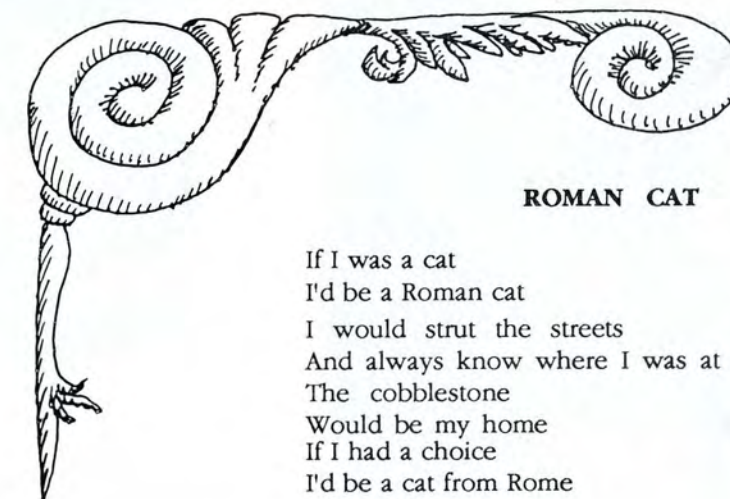 ROMAN CAT
If I was a cat
I'd be a Roman cat
I would strut the streets
And always know where I was at
The cobblestone
Would be my home
If I had a choice
I'd be a cat from Rome